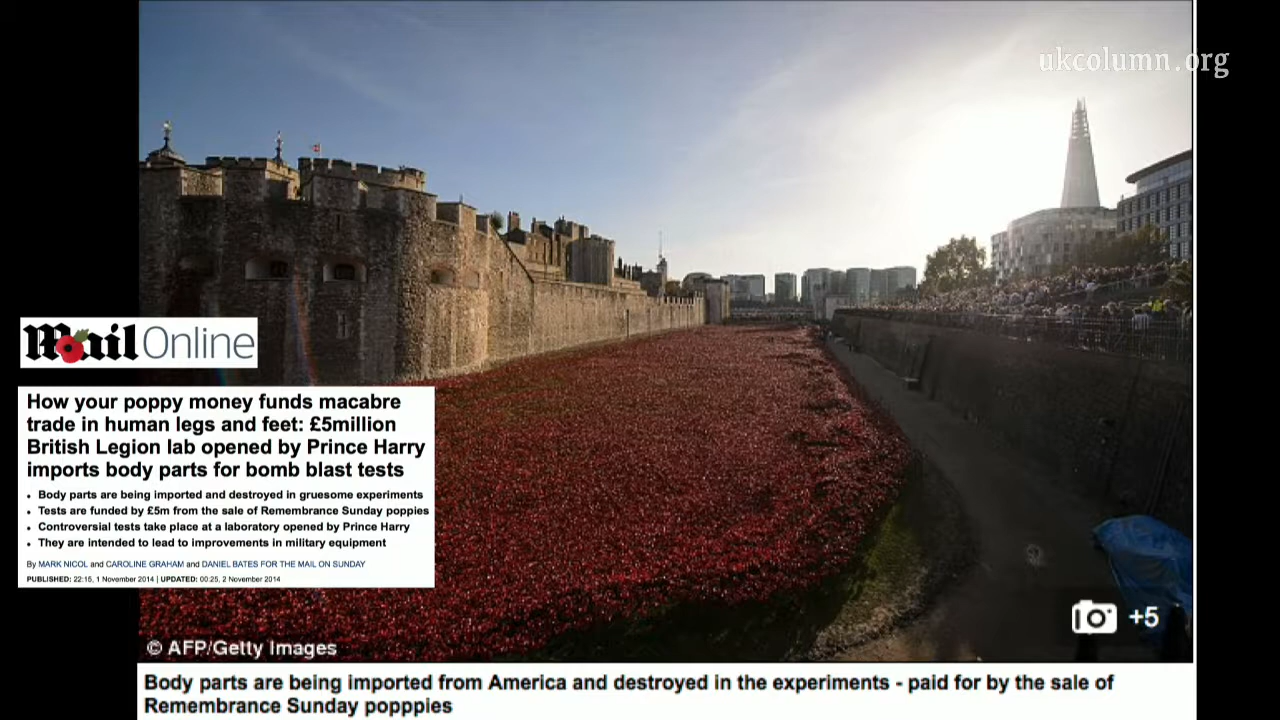 ukcolumn.org
Mail Online
How your poppy money funds macabre
trade in human legs and feet: £5million
British Legion lab opened by Prince Harry
imports body parts for bomb blast tests
• Body parts are being imported and destroyed in gruesome experiments
• Tests are funded by £5m from the sale of Remembrance Sunday poppies
• Controversial tests take place at a laboratory opened by Prince Harry
• They are intended to lead to improvements in military equipment
By MARK NICOL and CAROLINE GRAHAM and DANIEL BATES FOR THE MAIL ON SUNDAY
PUBLISHED: 22:15, 1 November 2014 | UPDATED: 00:25, 2 November 2014
+5
© AFP/Getty Images
Body parts are being imported from America and destroyed in the experiments - paid for by the sale of
Remembrance Sunday popppies